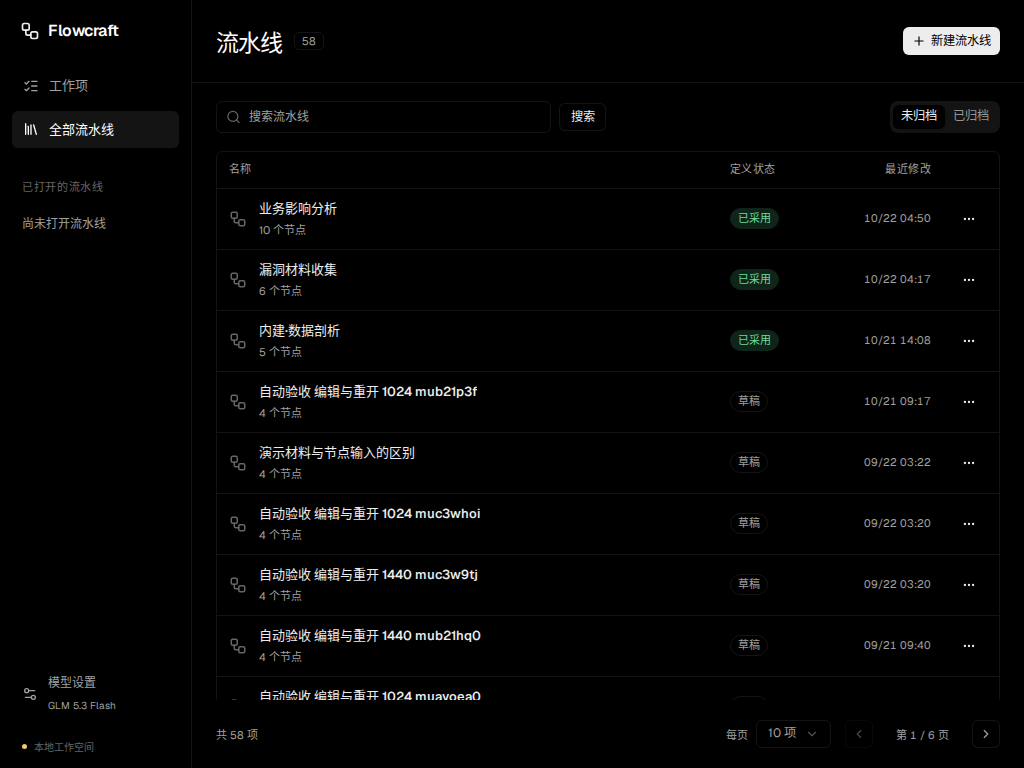 Flowcraft
工作项
全部流水线
已打开的流水线
尚未打开流水线
模型设置
GLM 5.3 Flash
本地工作空间
流水线 58
新建流水线
搜索流水线
搜索
未归档 已归档
名称 定义状态 最近修改
业务影响分析
10 个节点
已采用 10/22 04:50
漏洞材料收集
6 个节点
已采用 10/22 04:17
内建·数据剖析
5 个节点
已采用 10/21 14:08
自动验收 编辑与重开 1024 mub21p3f
4 个节点
草稿 10/21 09:17
演示材料与节点输入的区别
4 个节点
草稿 09/22 03:22
自动验收 编辑与重开 1024 muc3whoi
4 个节点
草稿 09/22 03:20
自动验收 编辑与重开 1440 muc3w9tj
4 个节点
草稿 09/22 03:20
自动验收 编辑与重开 1440 mub21hq0
4 个节点
草稿 09/21 09:40
自动验收 编辑与重开 1024 muavoea0
共 58 项
每页 10 项 第 1 / 6 页